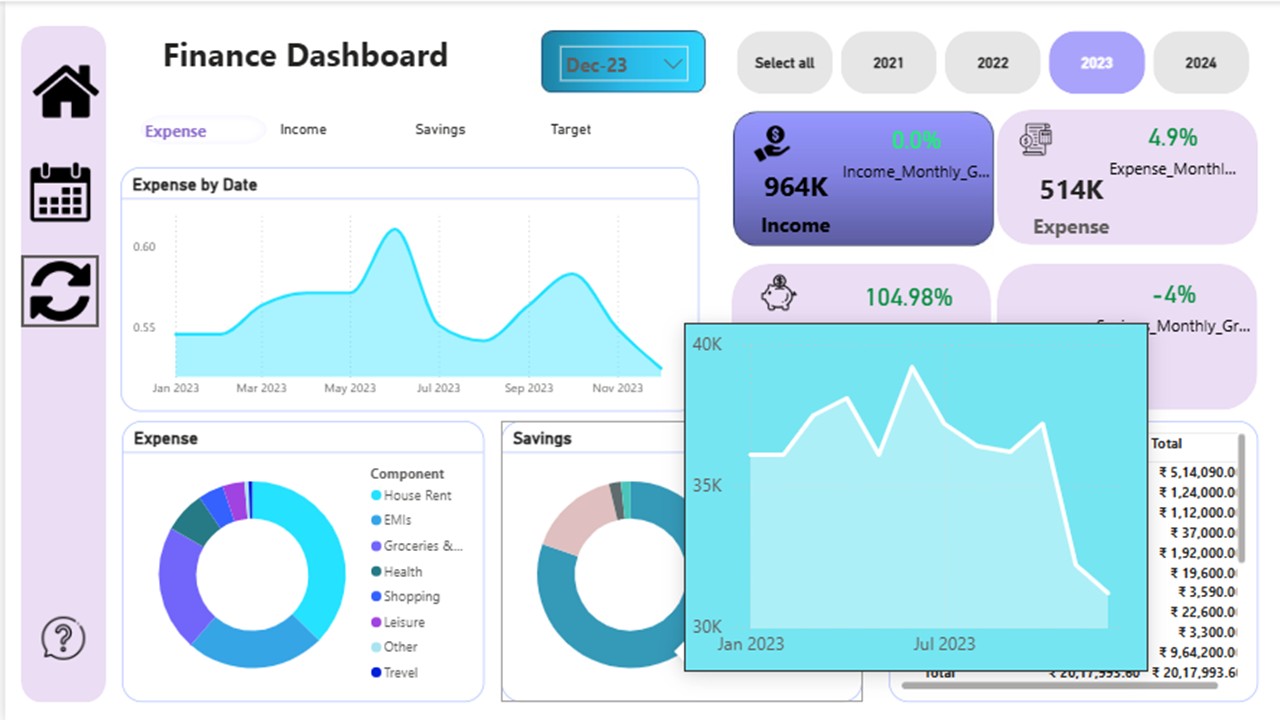 Finance Dashboard
Dec-23
Select all
2021
2022
2023
2024
Expense
Income
Savings
Target
0.0%
Income_Monthly_G...
964K
Income
4.9%
Expense_Monthl...
514K
Expense
104.98%
-4%
_Monthly_Gr...
Expense by Date
0.60
0.55
Jan 2023
Mar 2023
May 2023
Jul 2023
Sep 2023
Nov 2023
Expense
Component
House Rent
EMIs
Groceries &...
Health
Shopping
Leisure
Other
Trevel
Savings
40K
35K
30K
Jan 2023
Jul 2023
Total
₹ 5,14,090.0
₹ 1,24,000.0
₹ 1,12,000.0
₹ 37,000.0
₹ 1,92,000.0
₹ 19,600.0
₹ 3,590.0
₹ 22,600.0
₹ 3,300.0
₹ 9,64,200.0
Total ₹ 20,17,993.60 ₹ 20,17,993.6